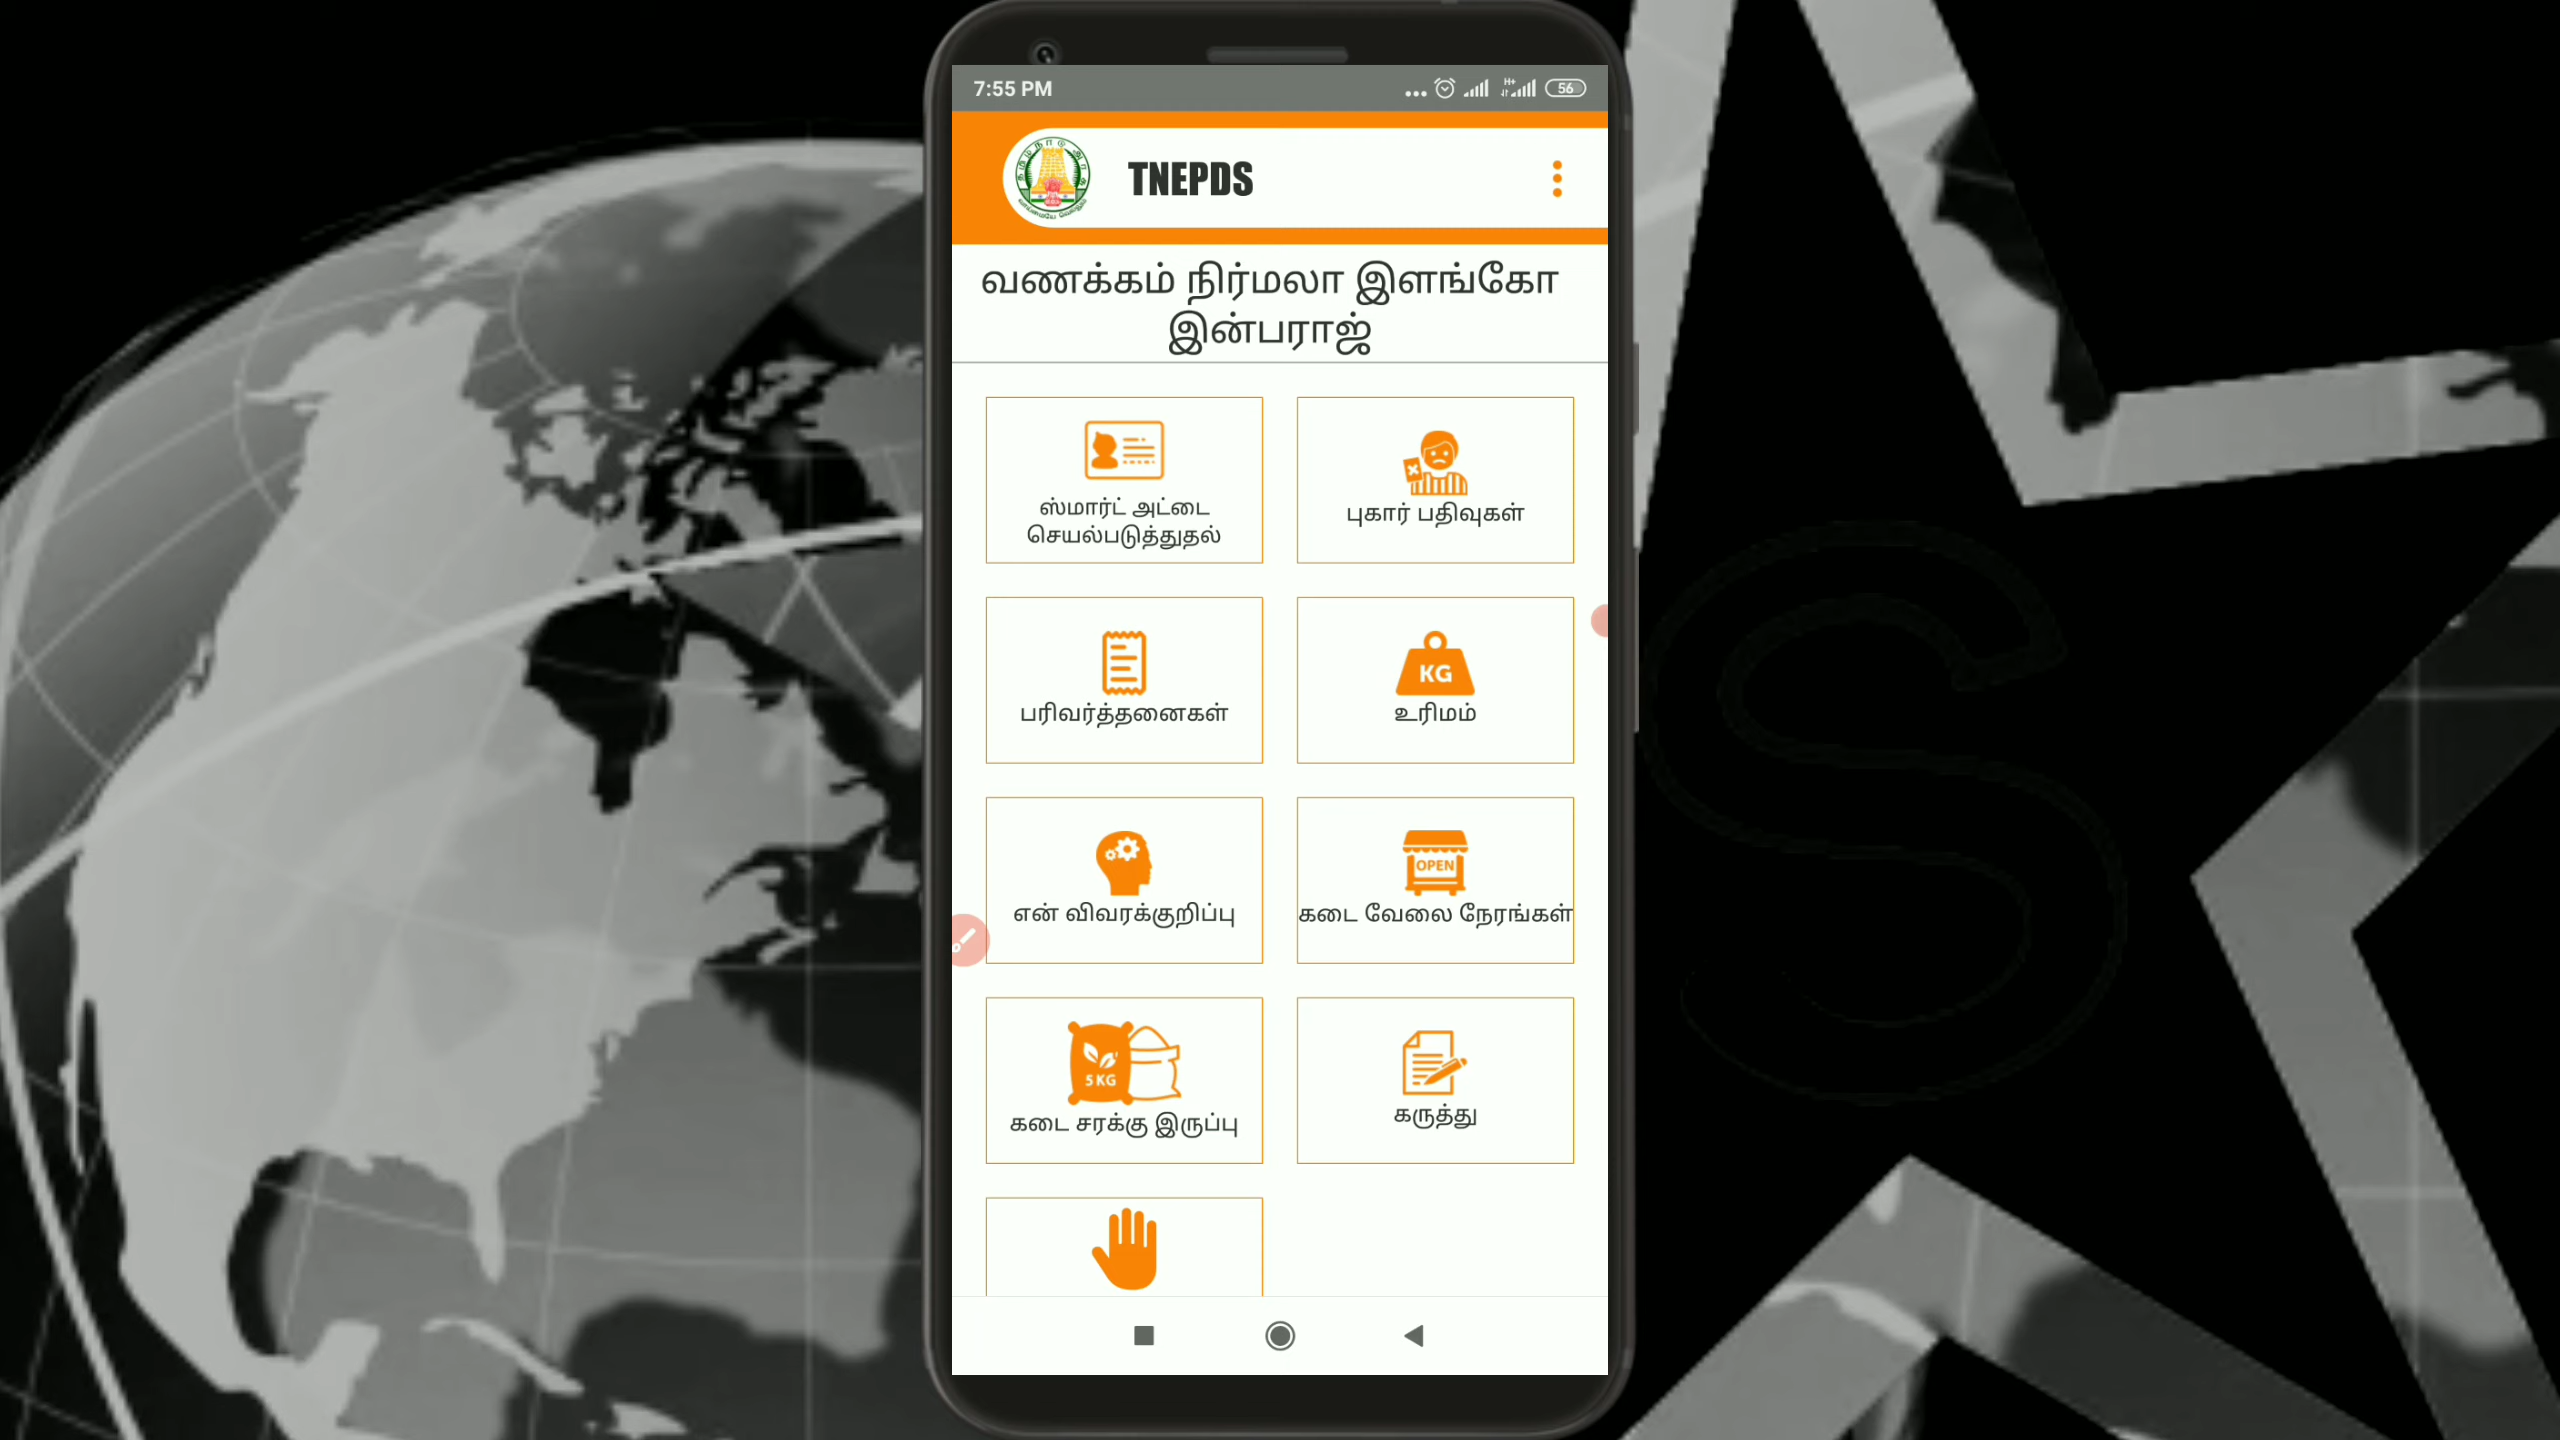 7:55 PM
H+
56
TNEPDS
வணக்கம் நிர்மலா இளங்கோ
இன்பராஜ்
ஸ்மார்ட் அட்டை
செயல்படுத்துதல்
புகார் பதிவுகள்
பரிவர்த்தனைகள்
KG
உரிமம்
என் விவரக்குறிப்பு
OPEN
கடை வேலை நேரங்கள்
5 KG
கடை சரக்கு இருப்பு
கருத்து